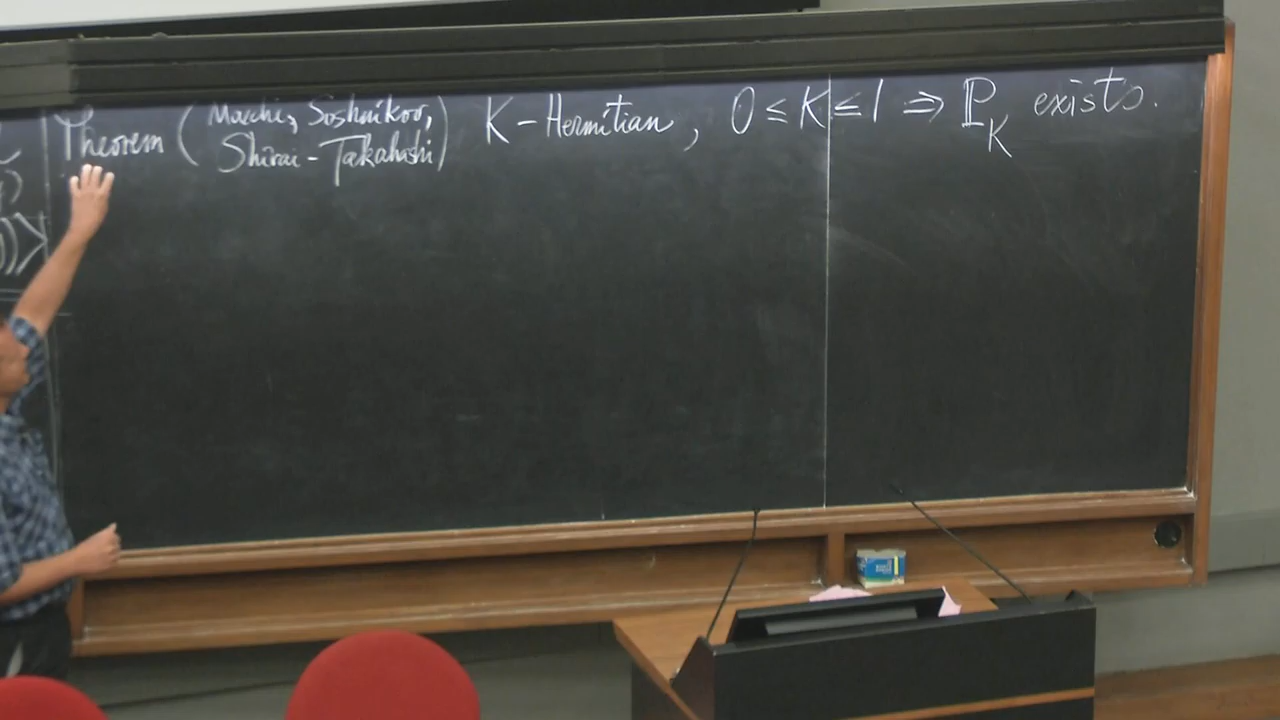 Theorem (Macchi, Soshnikov, Shirai-Takahashi) K-Hermitian, 0 ≤ K ≤ 1 ⇒ ℙ_K exists.